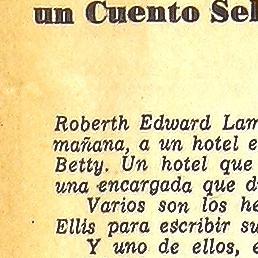 un Cuento Sel
Roberth Edward Lam
mañana, a un hotel e
Betty. Un hotel que
una encargada que d
Varios son los he
Ellis para escribir su
Y uno de ellos, e